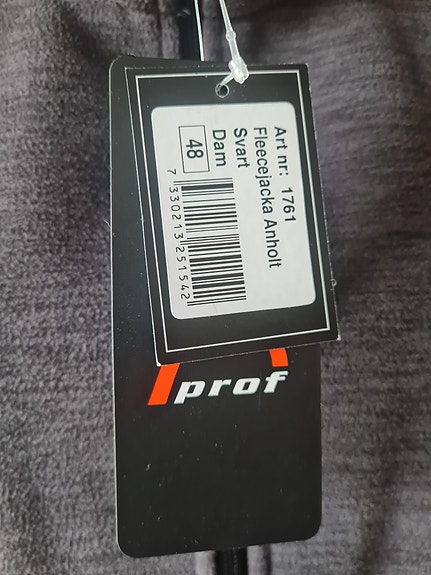 Art nr: 1761
Fleecejacka Anholt
Svart
Dam
48
7 330213 251542
prof